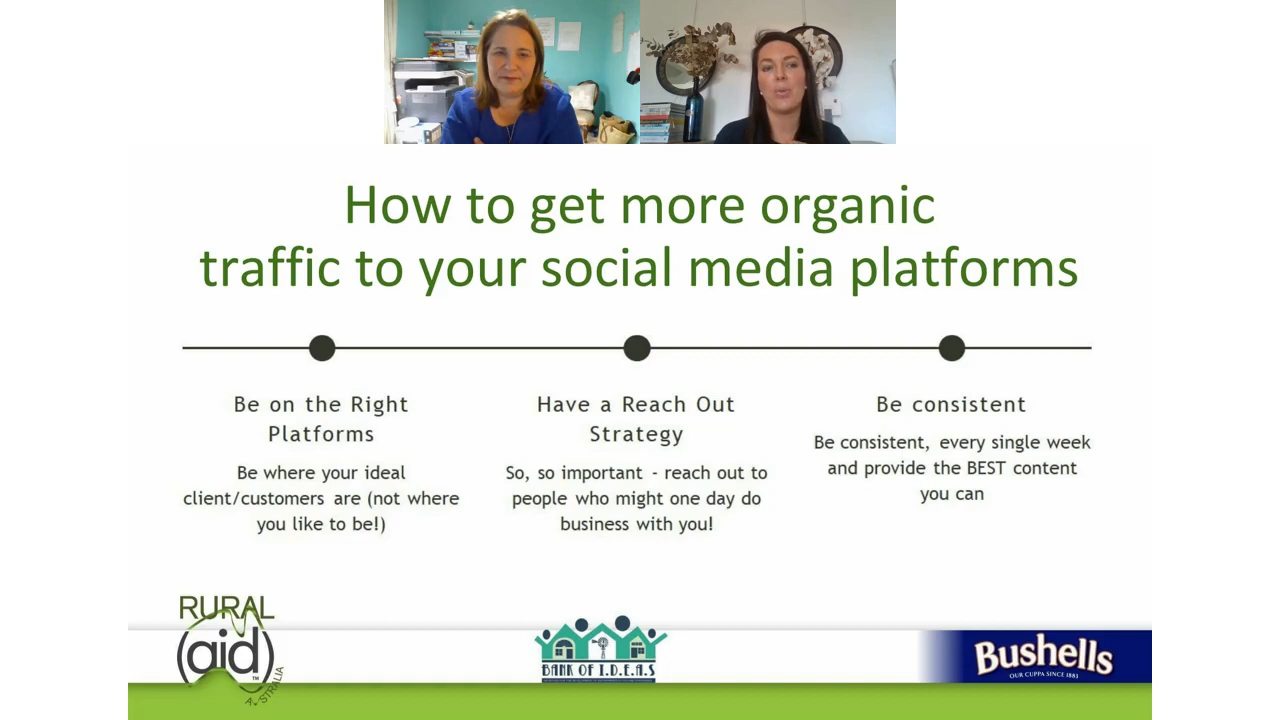 How to get more organic
traffic to your social media platforms
Be on the Right
Platforms
Be where your ideal
client/customers are (not where
you like to be!)
Have a Reach Out
Strategy
So, so important - reach out to
people who might one day do
business with you!
Be consistent
Be consistent, every single week
and provide the BEST content
you can
RURAL
(aid)
TM
AUSTRALIA
BANK OF I.D.E.A.S
Bushells
OUR CUPPA SINCE 1883